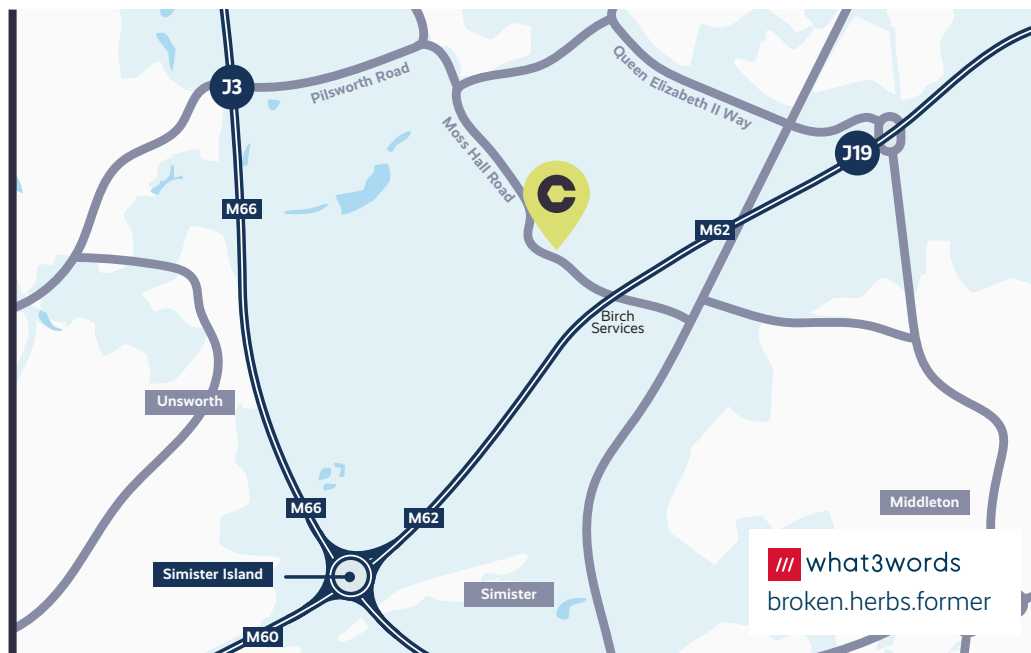 J3
Pilsworth Road
Queen Elizabeth II Way
Moss Hall Road
J19
M66
M62
Birch
Services
Unsworth
M66
M62
Middleton
Simister Island
Simister
M60
/// what3words
broken.herbs.former